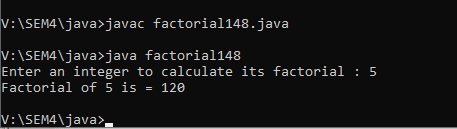 V:\SEM4\java>javac factorial148.java
V:\SEM4\java>java factorial148
Enter an integer to calculate its factorial : 5
Factorial of 5 is = 120
V:\SEM4\java>